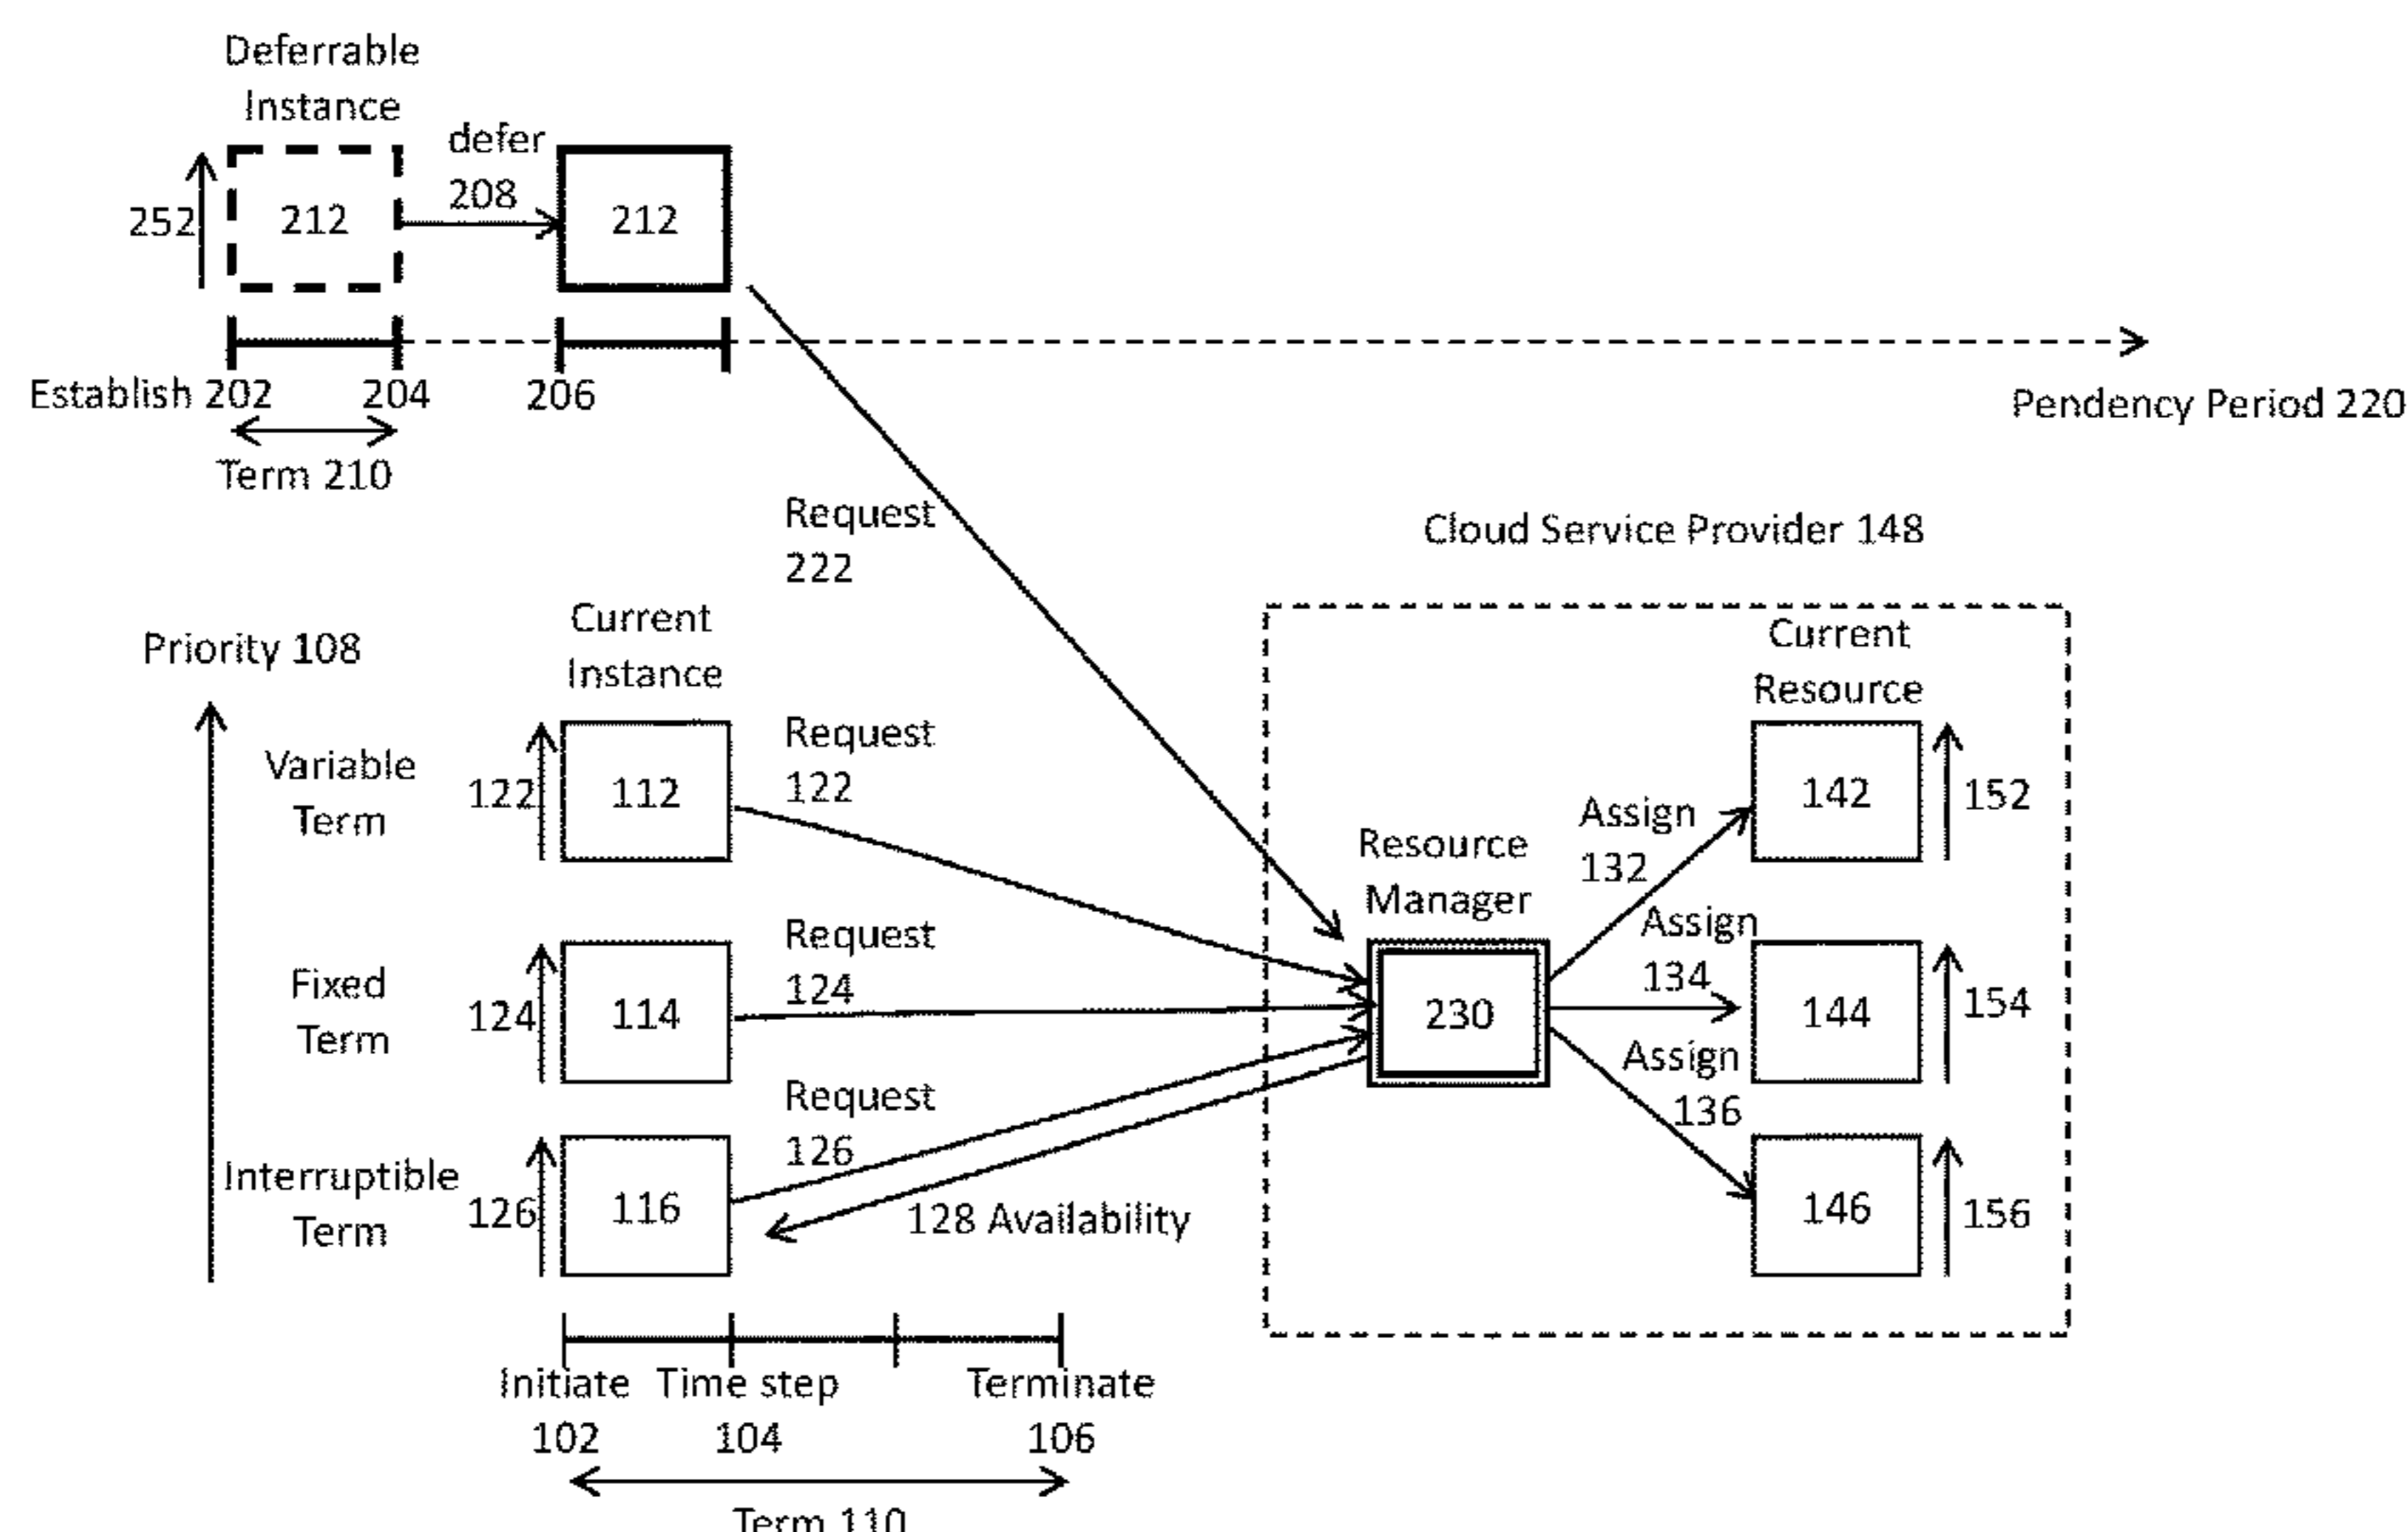 Deferrable
Instance
defer
208
252
212
212
Establish 202
204
206
Term 210
Pendency Period 220
Request
222
Cloud Service Provider 148
Priority 108
Current
Instance
Current
Resource
Variable
Term
122
112
Request
122
Resource
Manager
Assign
132
142
152
Fixed
Term
124
114
Request
124
230
Assign
134
144
154
Interruptible
Term
126
116
Request
126
128 Availability
Assign
136
146
156
Initiate
102
Time step
104
Terminate
106
Term 110